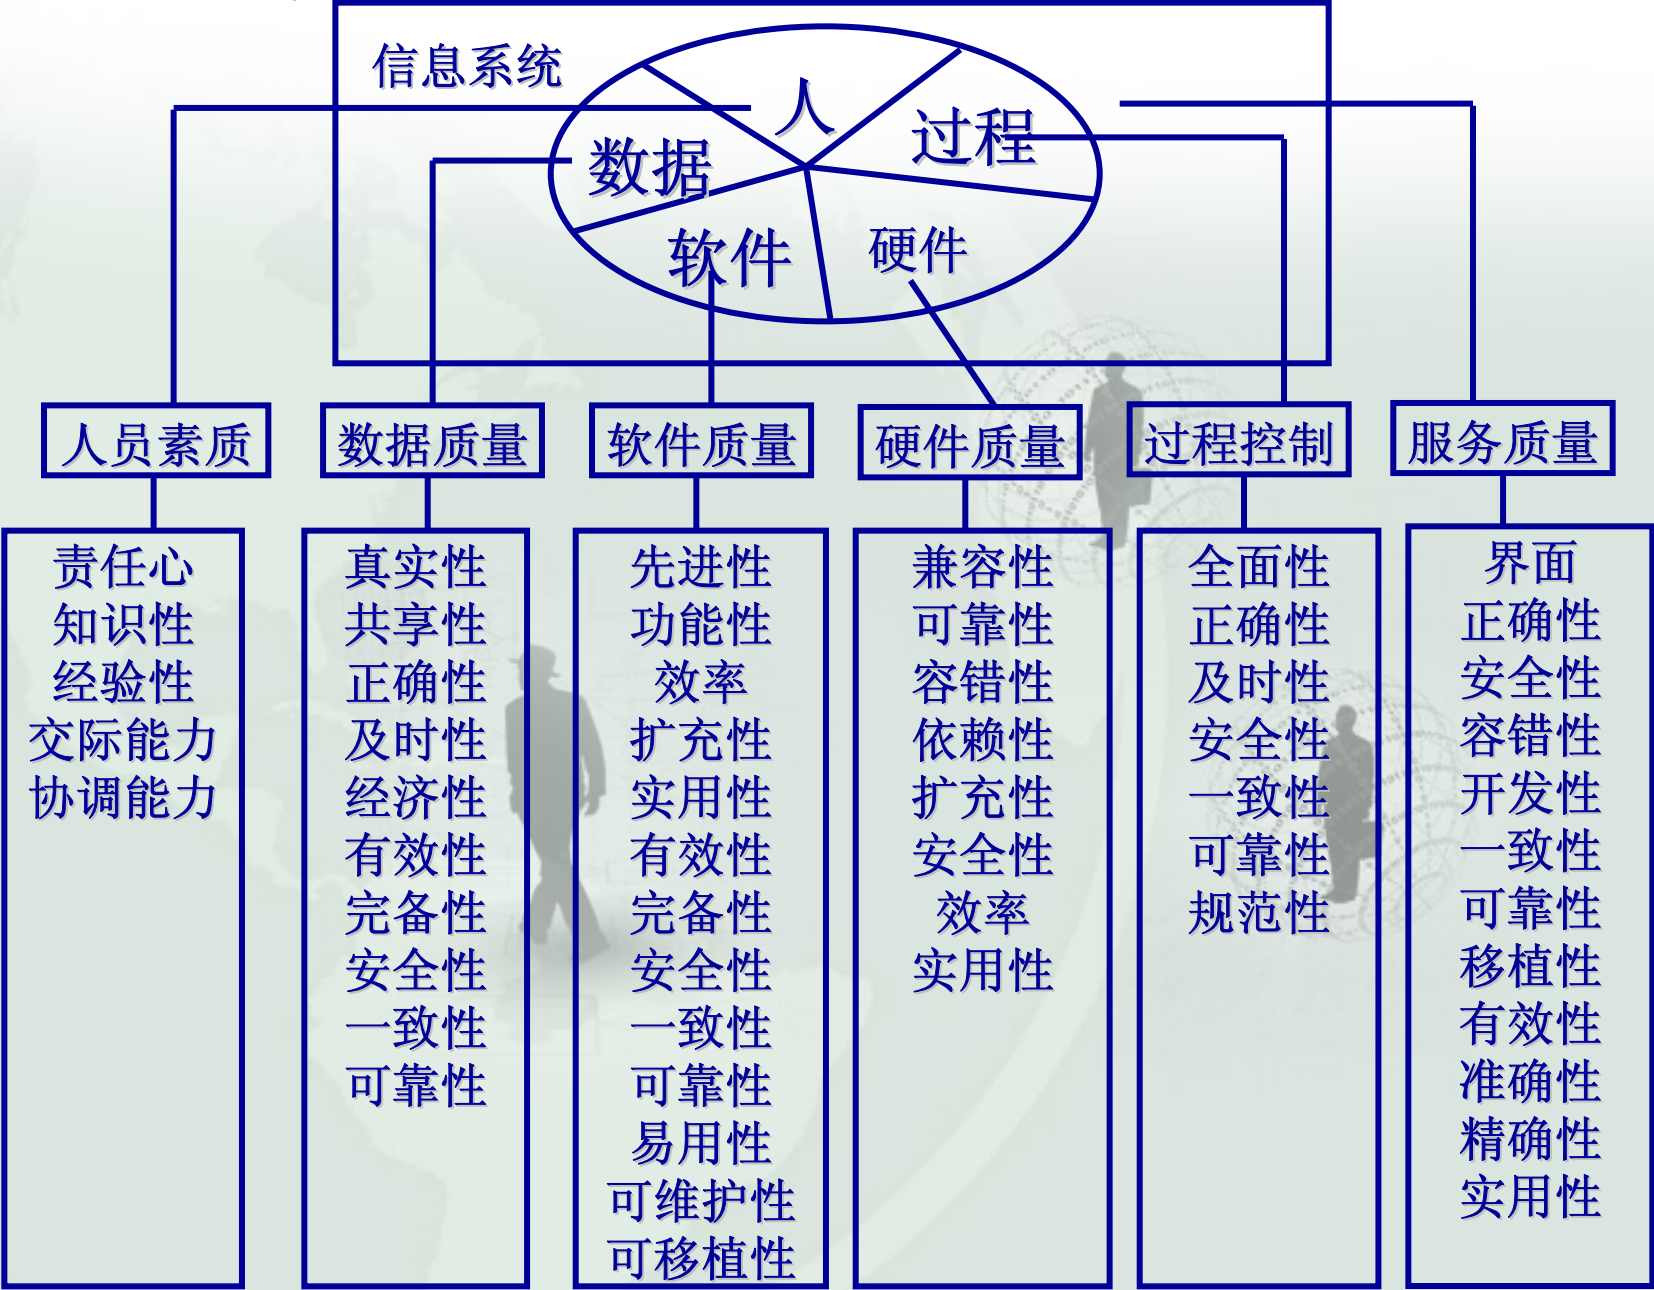 信息系统
人
过程
数据
软件
硬件
人员素质
数据质量
软件质量
硬件质量
过程控制
服务质量
责任心
知识性
经验性
交际能力
协调能力
真实性
共享性
正确性
及时性
经济性
有效性
完备性
安全性
一致性
可靠性
先进性
功能性
效率
扩充性
实用性
有效性
完备性
安全性
一致性
可靠性
易用性
可维护性
可移植性
兼容性
可靠性
容错性
依赖性
扩充性
安全性
效率
实用性
全面性
正确性
及时性
安全性
一致性
可靠性
规范性
界面
正确性
安全性
容错性
开发性
一致性
可靠性
移植性
有效性
准确性
精确性
实用性